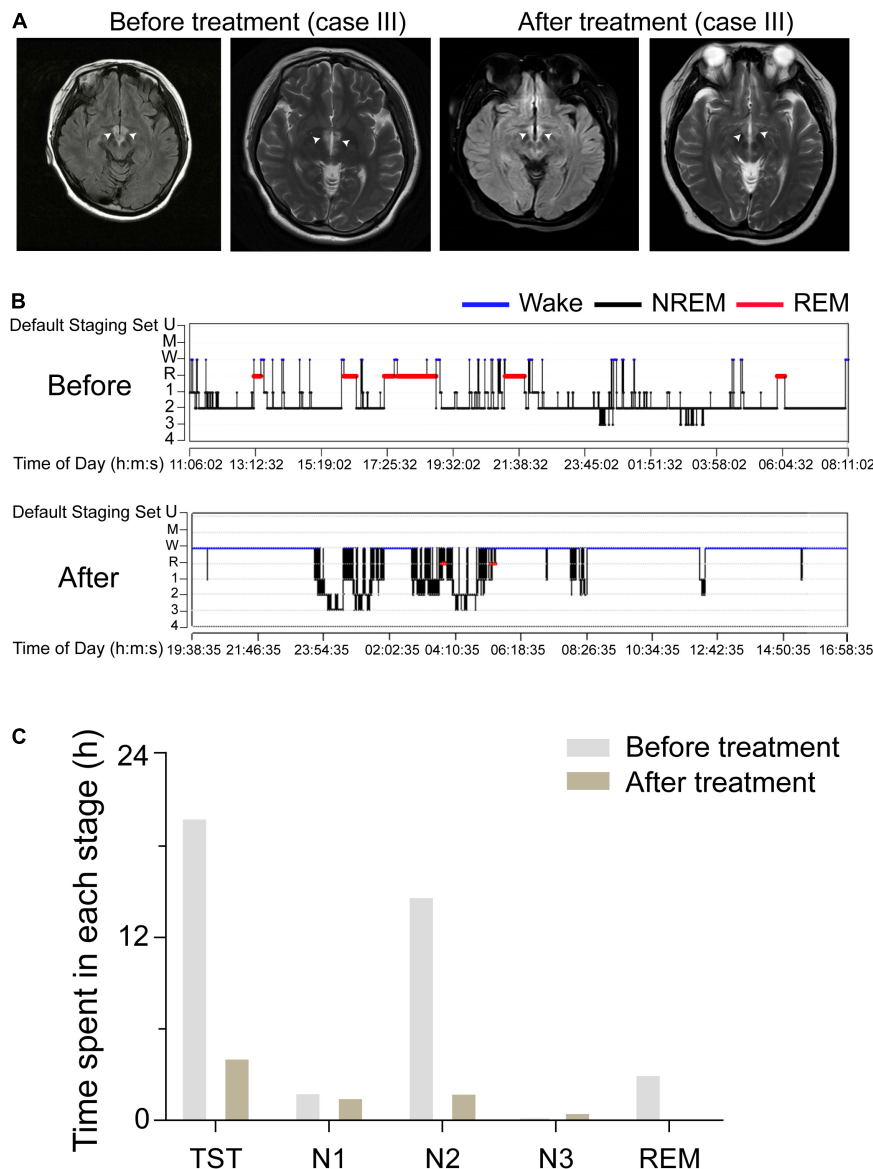 A
Before treatment (case III)
After treatment (case III)
B
Wake NREM REM
Default Staging Set U
M
W
R
1
2
3
4
Before
Time of Day (h:m:s) 11:06:02 13:12:32 15:19:02 17:25:32 19:32:02 21:38:32 23:45:02 01:51:32 03:58:02 06:04:32 08:11:02
Default Staging Set U
M
W
R
1
2
3
4
After
Time of Day (h:m:s) 19:38:35 21:46:35 23:54:35 02:02:35 04:10:35 06:18:35 08:26:35 10:34:35 12:42:35 14:50:35 16:58:35
C
Time spent in each stage (h)
24
12
0
Before treatment
After treatment
TST N1 N2 N3 REM